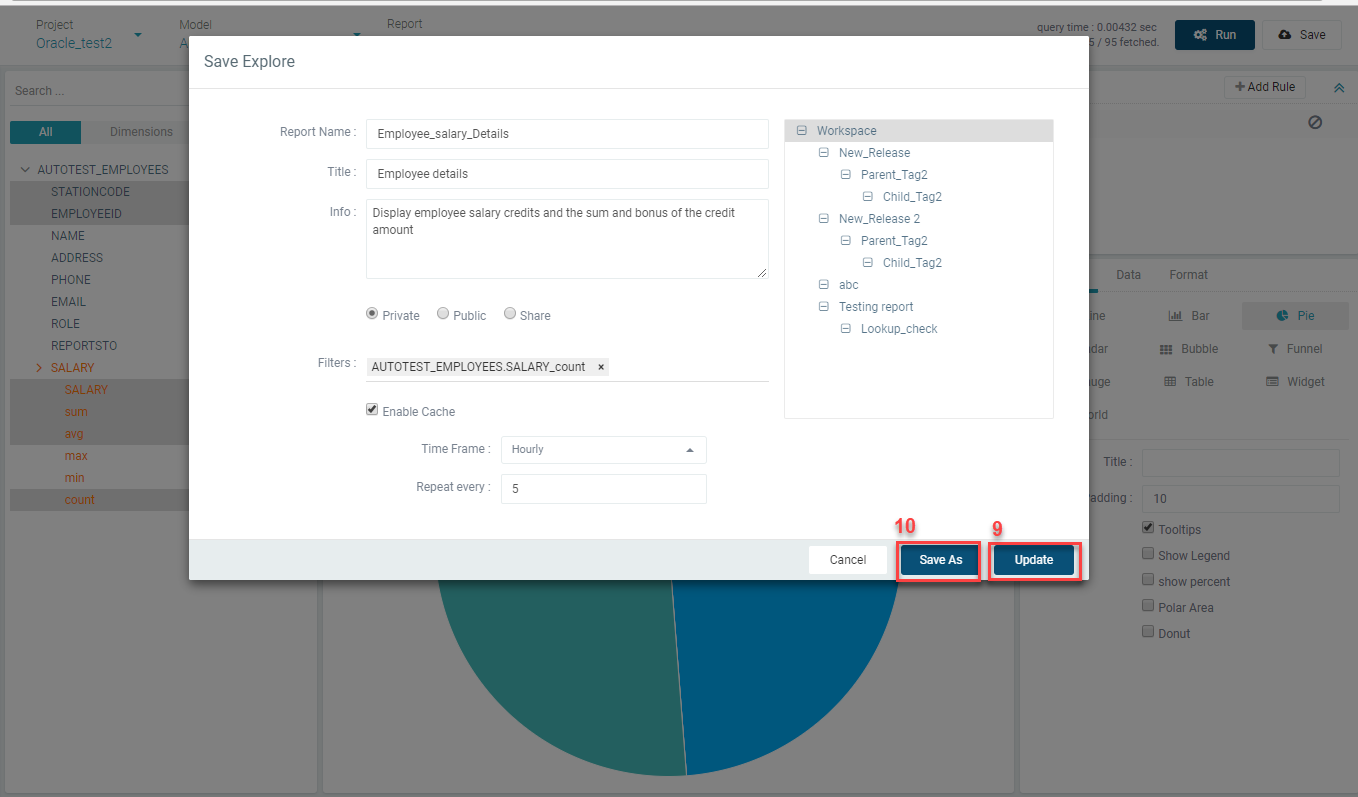 Project
Oracle_test2
Model
A
Report
query time : 0.00432 sec
5 / 95 fetched.
Run
Save
Search ...
All
Dimensions
AUTOTEST_EMPLOYEES
STATIONCODE
EMPLOYEEID
NAME
ADDRESS
PHONE
EMAIL
ROLE
REPORTSTO
SALARY
SALARY
sum
avg
max
min
count
Save Explore
Report Name :
Employee_salary_Details
Title :
Employee details
Info :
Display employee salary credits and the sum and bonus of the credit
amount
Private Public Share
Filters :
AUTOTEST_EMPLOYEES.SALARY_count ×
Enable Cache
Time Frame :
Hourly
Repeat every :
5
Workspace
New_Release
Parent_Tag2
Child_Tag2
New_Release 2
Parent_Tag2
Child_Tag2
abc
Testing report
Lookup_check
10
9
Cancel
Save As
Update
Add Rule
Data
Format
ine
Bar
Pie
dar
Bubble
Funnel
uge
Table
Widget
orld
Title :
adding :
10
Tooltips
Show Legend
show percent
Polar Area
Donut